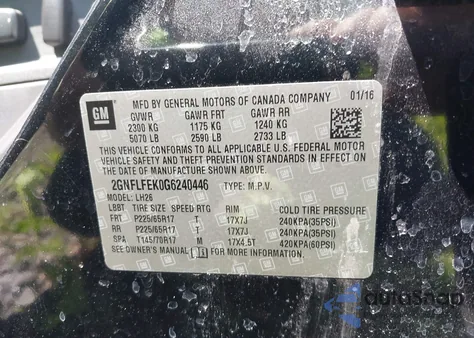 GM
MFD BY GENERAL MOTORS OF CANADA COMPANY 01/16
GVWR GAWR FRT GAWR RR
2300 KG 1175 KG 1240 KG
5070 LB 2590 LB 2733 LB
THIS VEHICLE CONFORMS TO ALL APPLICABLE U.S. FEDERAL MOTOR
VEHICLE SAFETY AND THEFT PREVENTION STANDARDS IN EFFECT ON
THE DATE OF MANUFACTURE SHOWN ABOVE.
2GNFLFEK0G6240446 TYPE: M.P.V.
MODEL: LH26
LBBT TIRE SIZE SPEED RTG RIM COLD TIRE PRESSURE
FRT P225/65R17 T 17X7J 240KPA(35PSI)
RR P225/65R17 T 17X7J 240KPA(35PSI)
SPA T145/70R17 M 17X4.5T 420KPA(60PSI)
SEE OWNER'S MANUAL FOR MORE INFORMATION.
autosnap